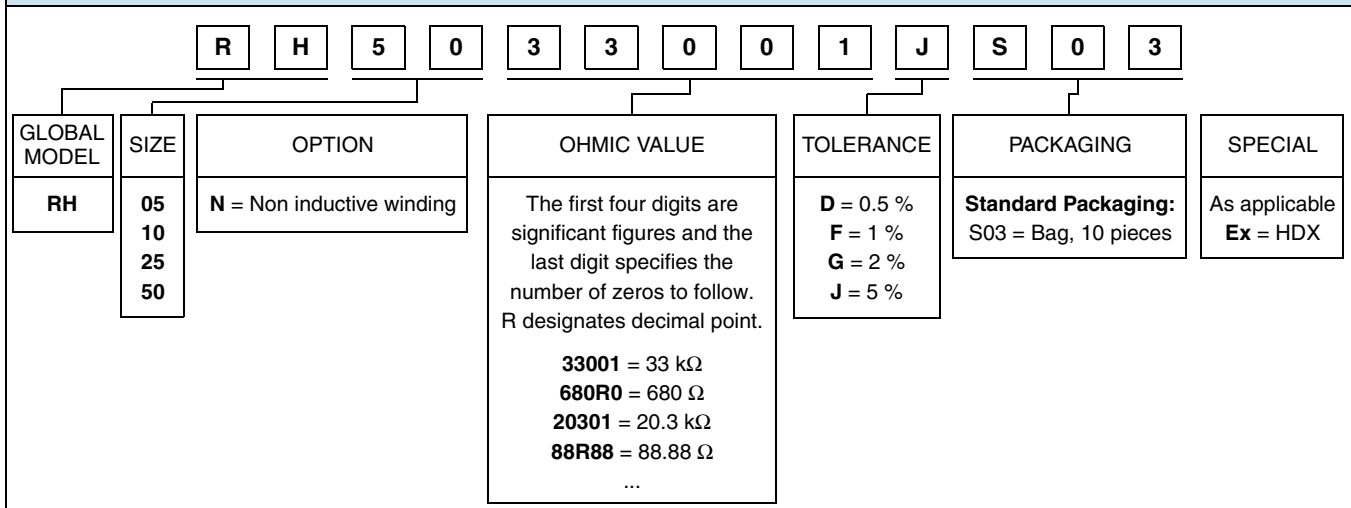 R H 5 0 3 3 0 0 1 J S 0 3
GLOBAL
MODEL
RH
SIZE
05
10
25
50
OPTION
N = Non inductive winding
OHMIC VALUE
The first four digits are
significant figures and the
last digit specifies the
number of zeros to follow.
R designates decimal point.
33001 = 33 kΩ
680R0 = 680 Ω
20301 = 20.3 kΩ
88R88 = 88.88 Ω
...
TOLERANCE
D = 0.5 %
F = 1 %
G = 2 %
J = 5 %
PACKAGING
Standard Packaging:
S03 = Bag, 10 pieces
SPECIAL
As applicable
Ex = HDX